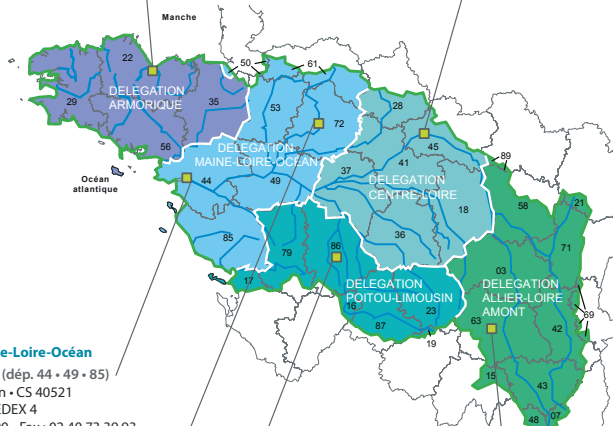 Manche
50 61
22
DELEGATION
ARMORIQUE
29
35
56
53
72
28
45
DELEGATION
MAINE-LOIRE-OCÉAN
89
41
37
DELEGATION
CENTRE-LOIRE
Océan
atlantique
44
49
18
58
21
36
85
79
86
71
17
03
DELEGATION
POITOU-LIMOUSIN
DELEGATION
ALLIER-LOIRE
AMONT
16
23
87
19
63
69
42
15
43
48
07
e-Loire-Océan
(dép. 44 • 49 • 85)
n • CS 40521
EDEX 4